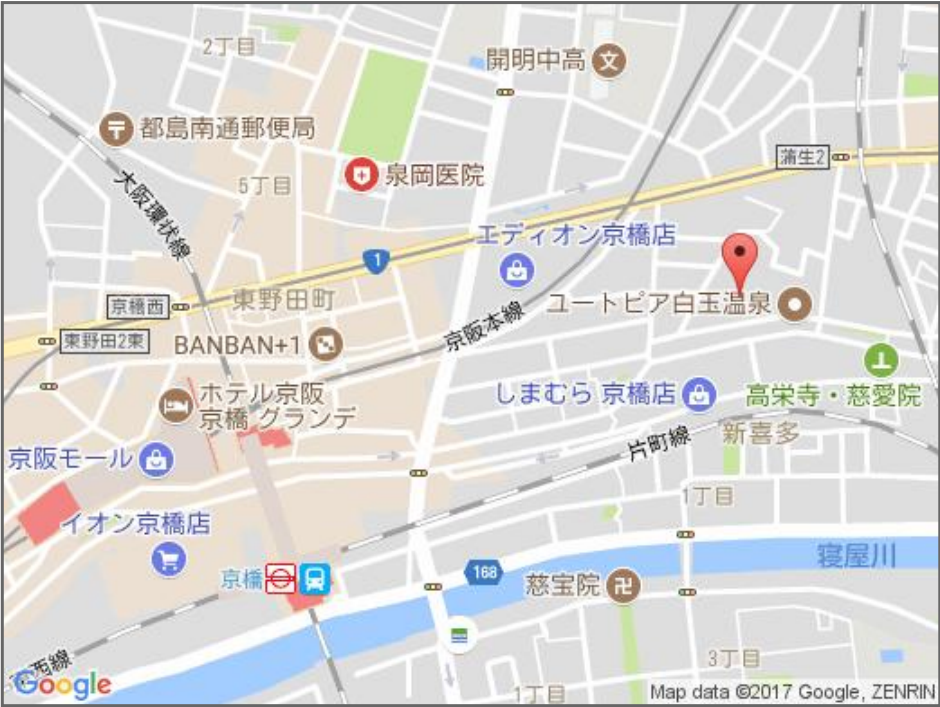 2丁目
開明中高
都島南通郵便局
蒲生2
泉岡医院
5丁目
大阪環状線
エディオン京橋店
1
東野田町
京橋西
ユートピア白玉温泉
京阪本線
東野田2東
BANBAN+1
ホテル京阪
京橋 グランデ
しまむら 京橋店
高栄寺・慈愛院
新喜多
片町線
京阪モール
1丁目
イオン京橋店
寝屋川
168
京橋
慈宝院
西線
3丁目
Google
1丁目
Map data ©2017 Google, ZENRIN